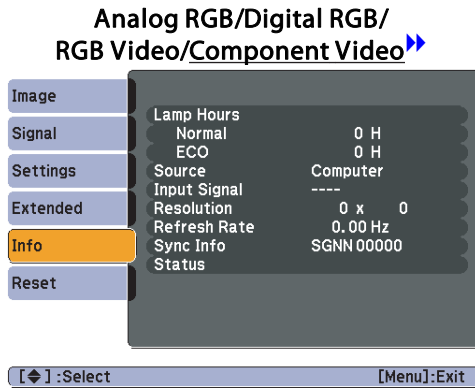 Analog RGB/Digital RGB/
RGB Video/Component Video
Image
Signal
Settings
Extended
Info
Reset
Lamp Hours
Normal 0 H
ECO 0 H
Source Computer
Input Signal ----
Resolution 0 x 0
Refresh Rate 0.00 Hz
Sync Info SGNN 00000
Status
[◆] :Select [Menu]:Exit